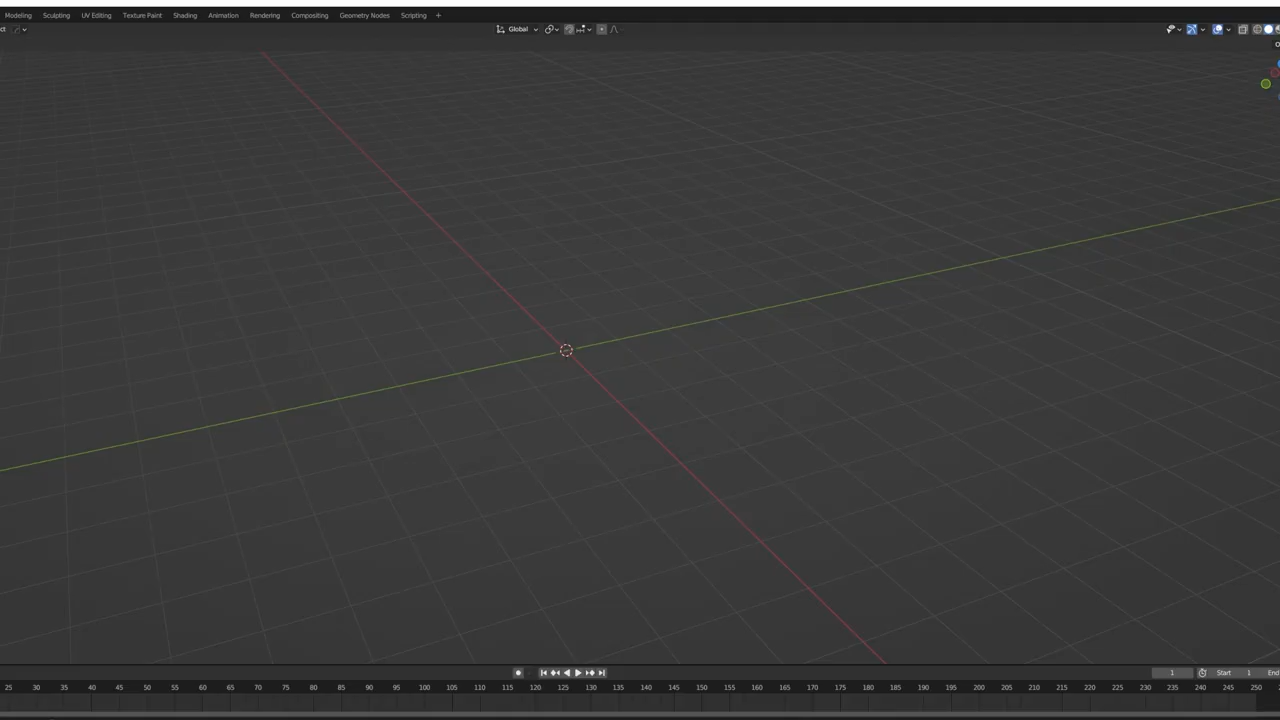 Modeling Sculpting UV Editing Texture Paint Shading Animation Rendering Compositing Geometry Nodes Scripting +
ct Global
1 Start 1 End
25 30 35 40 45 50 55 60 65 70 75 80 85 90 95 100 105 110 115 120 125 130 135 140 145 150 155 160 165 170 175 180 185 190 195 200 205 210 215 220 225 230 235 240 245 250